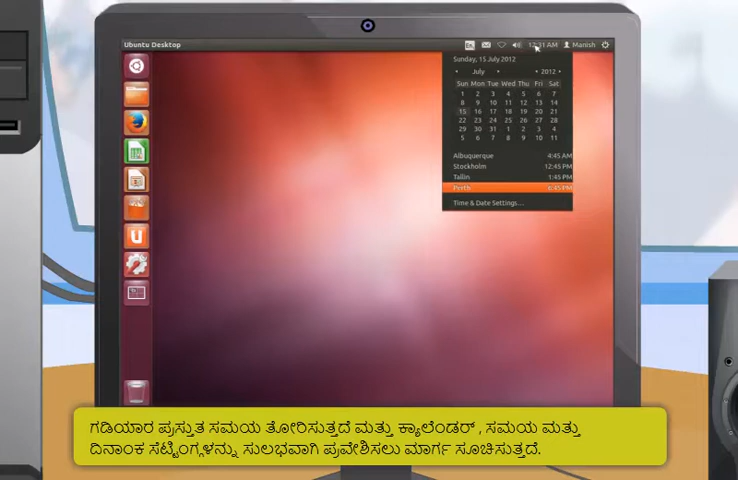 Ubuntu Desktop
En
Manish
Sunday, 15 July 2012
July 2012
Sun Mon Tue Wed Thu Fri Sat
1 2 3 4 5 6 7
8 9 10 11 12 13 14
15 16 17 18 19 20 21
22 23 24 25 26 27 28
29 30 31 1 2 3 4
5 6 7 8 9 10 11
Albuquerque 4:45 AM
Stockholm 12:45 PM
Tallin 1:45 PM
Perth 6:45 PM
Time & Date Settings...
ಗಡಿಯಾರ ಪ್ರಸ್ತುತ ಸಮಯ ತೋರಿಸುತ್ತದೆ ಮತ್ತು ಕ್ಯಾಲೆಂಡರ್ , ಸಮಯ ಮತ್ತು
ದಿನಾಂಕ ಸೆಟ್ಟಿಂಗ್ಗಳನ್ನು ಸುಲಭವಾಗಿ ಪ್ರವೇಶಿಸಲು ಮಾರ್ಗ ಸೂಚಿಸುತ್ತದೆ.